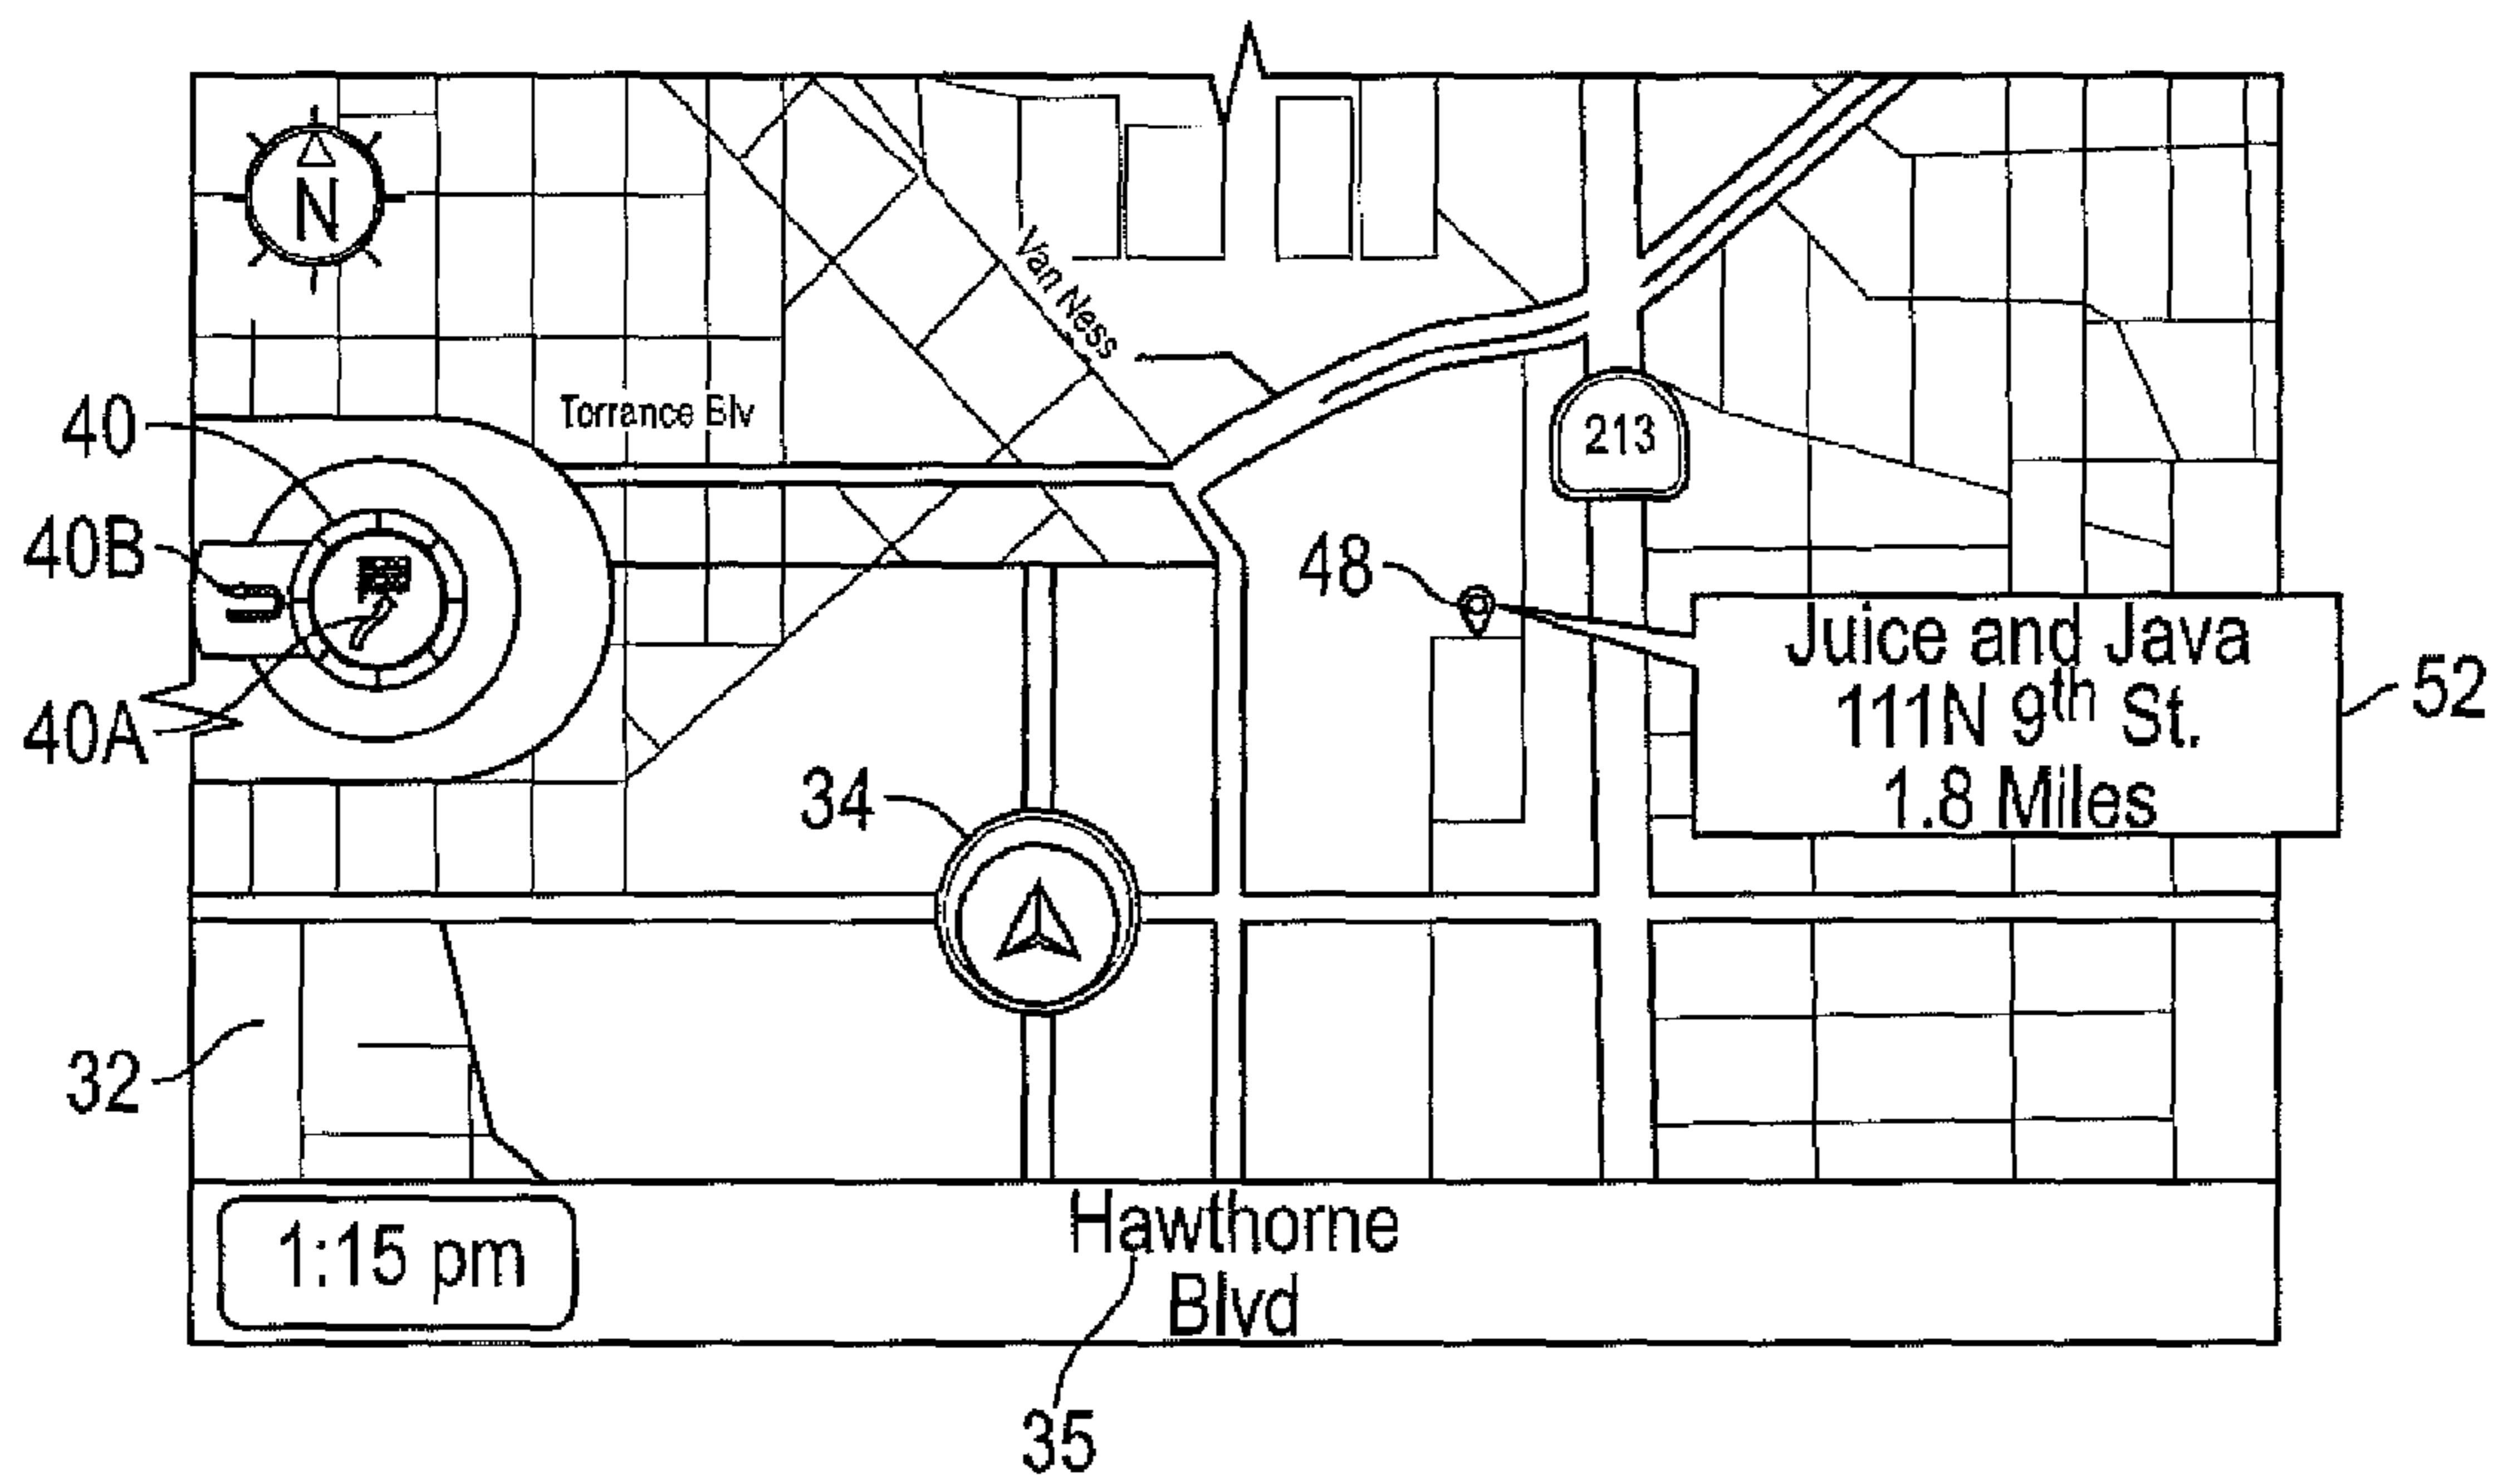 N
Van Ness
40
Torrance Blv
213
40B
48
Juice and Java
111N 9th St.
1.8 Miles
52
40A
34
32
1:15 pm
Hawthorne
Blvd
35